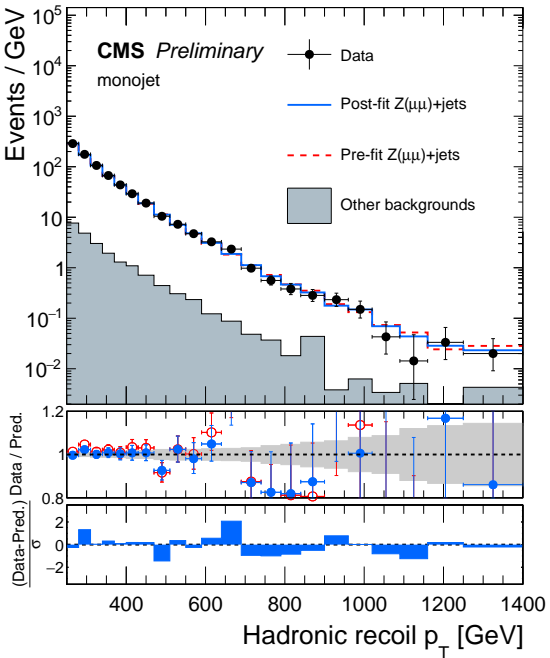 CMS Preliminary
monojet
Data
Post-fit Z(μμ)+jets
Pre-fit Z(μμ)+jets
Other backgrounds
Events / GeV
10⁵
10⁴
10³
10²
10
1
10⁻¹
10⁻²
Data / Pred.
1.2
1
0.8
(Data-Pred.)
σ
2
0
−2
400 600 800 1000 1200 1400
Hadronic recoil p_T [GeV]